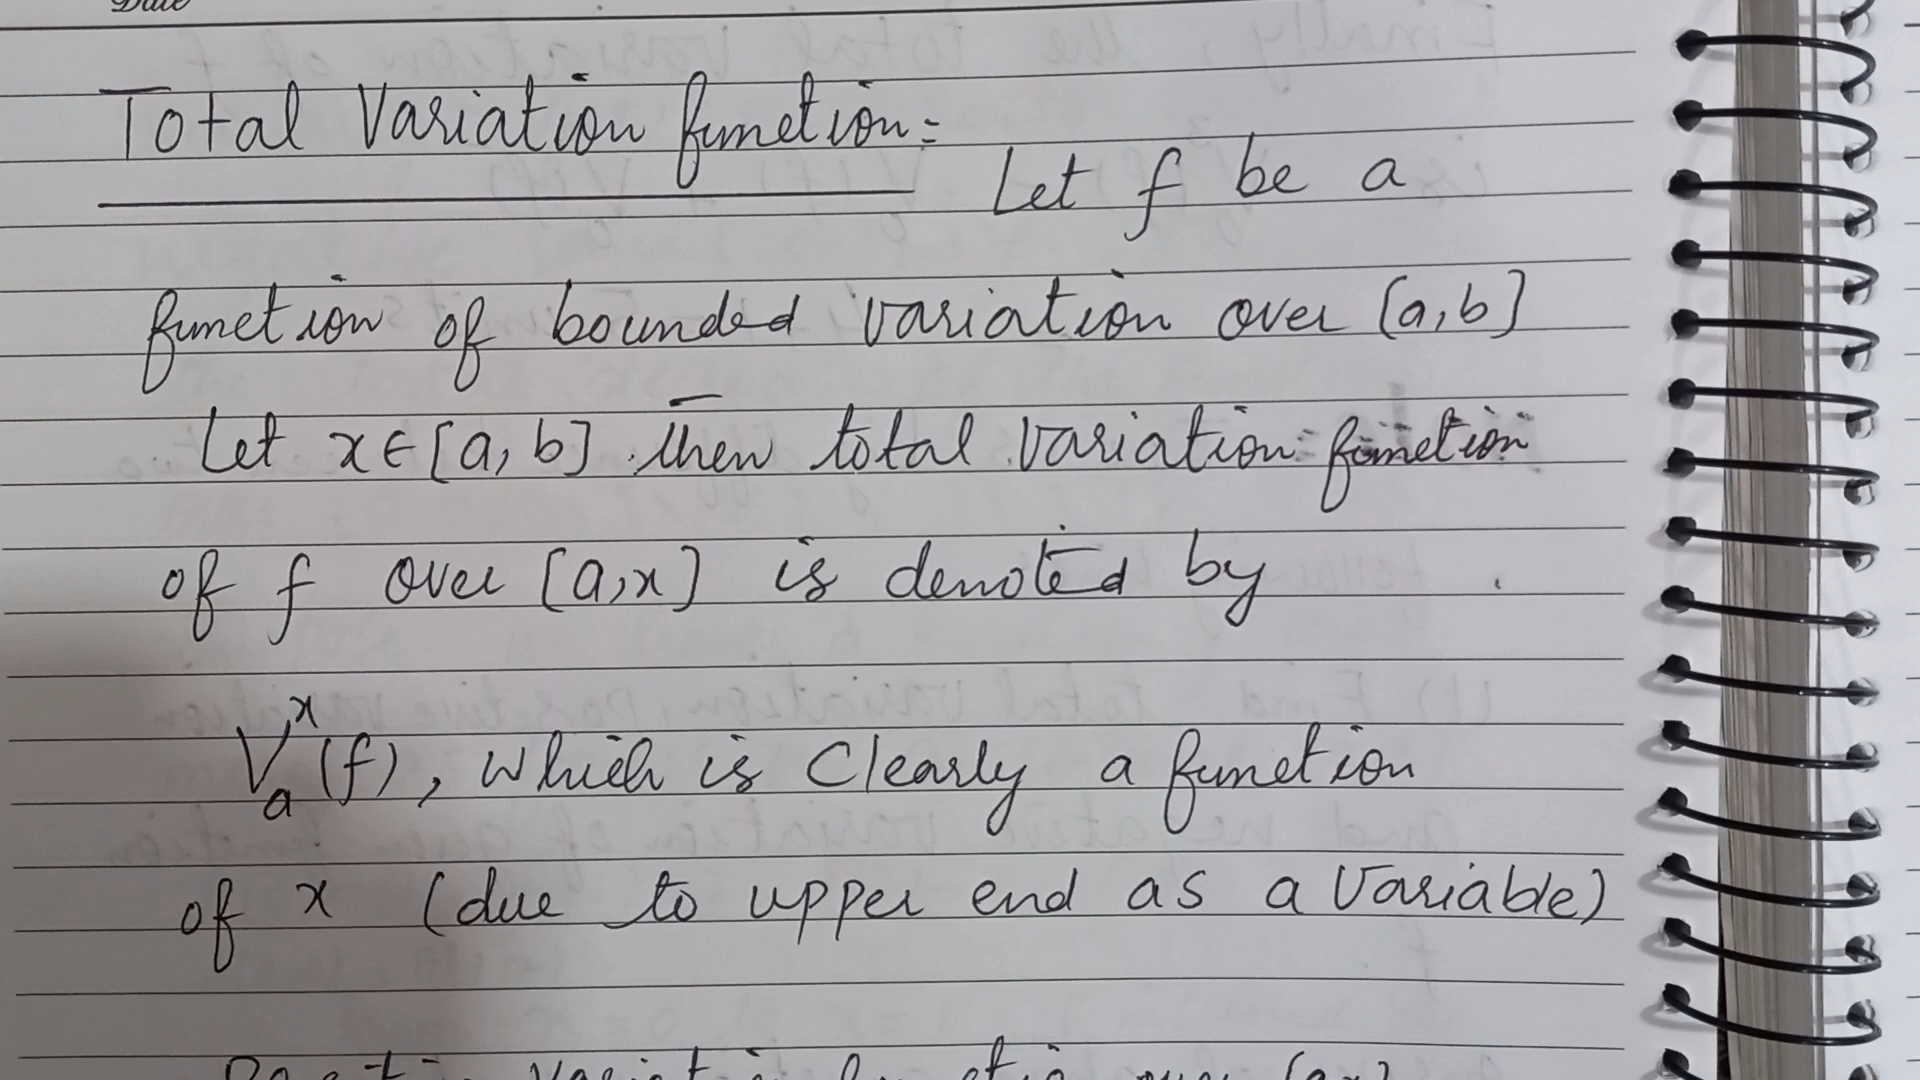 Date
Total Variation function:
Let f be a
function of bounded variation over [a,b]
Let x∈[a,b]. Then total variation function
of f over [a,x] is denoted by
V_a^x(f), which is clearly a function
of x (due to upper end as a variable)